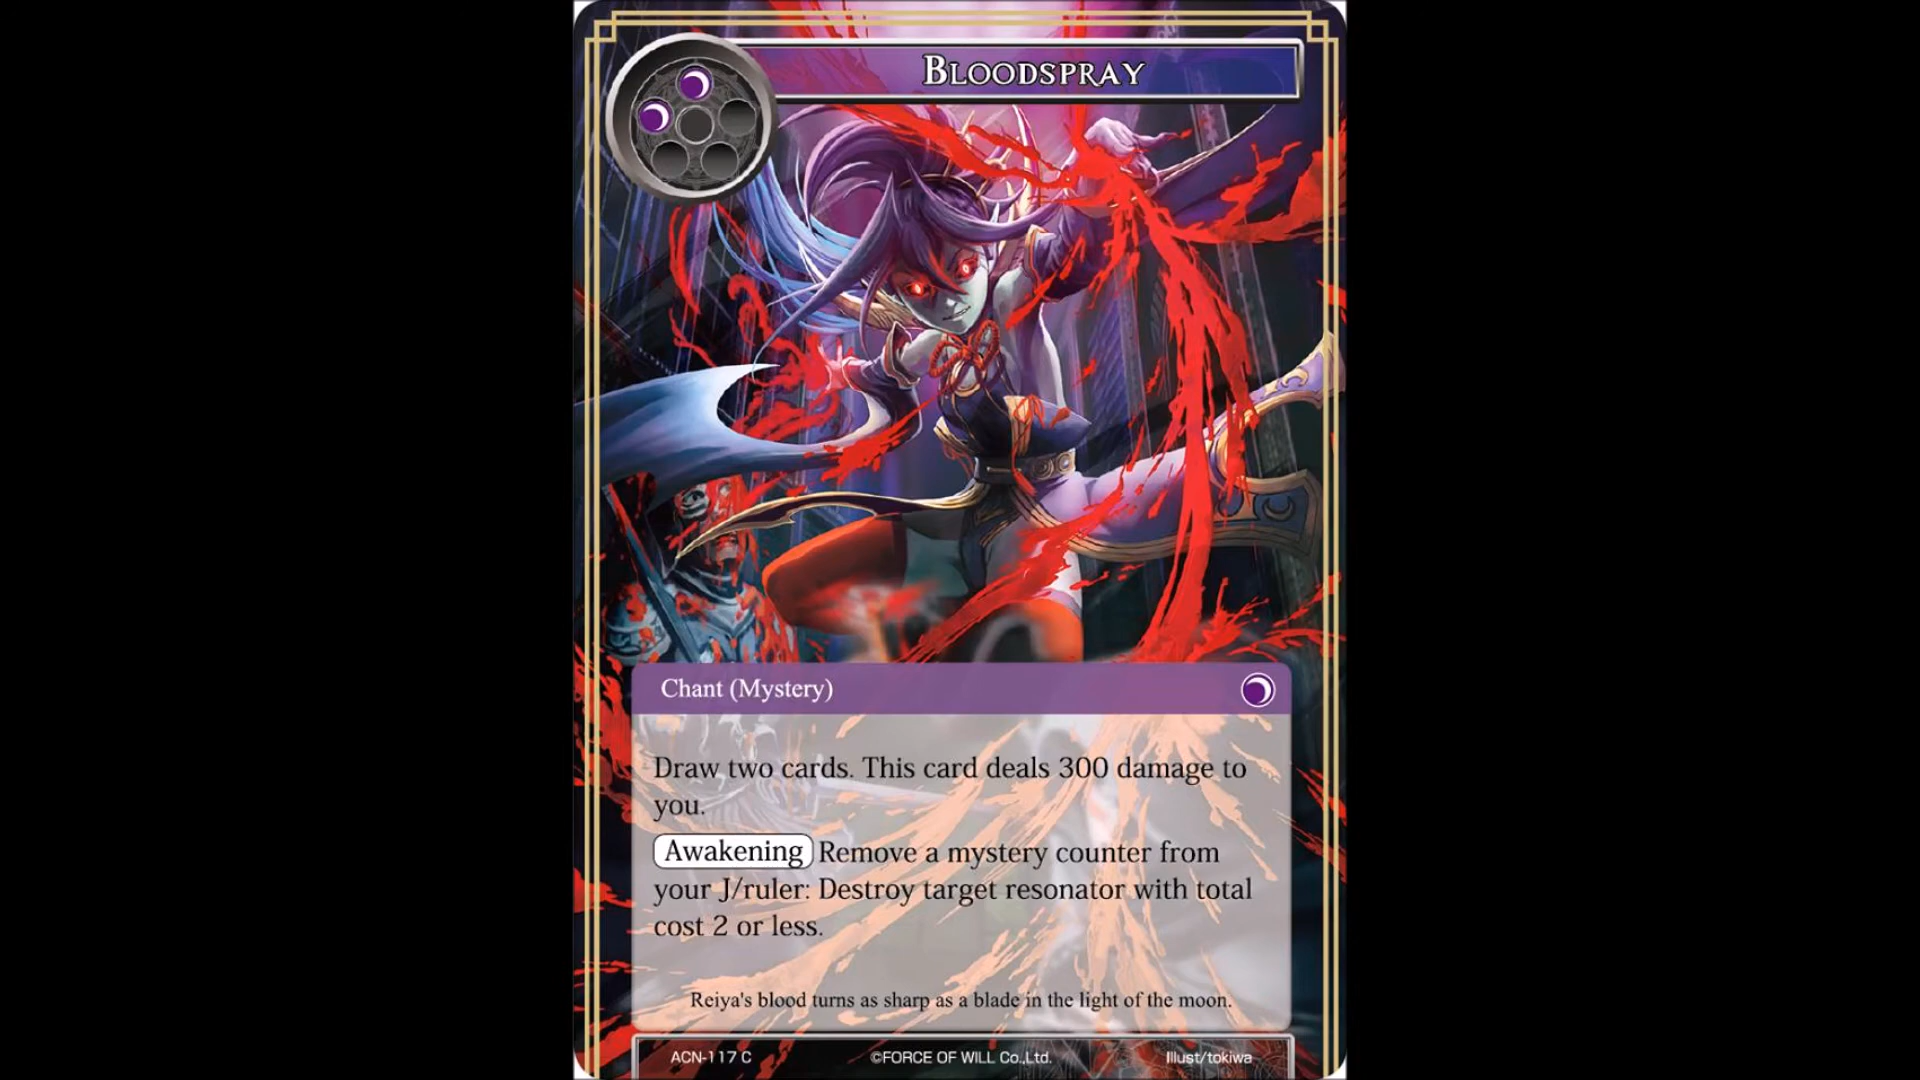 Bloodspray
Chant (Mystery)
Draw two cards. This card deals 300 damage to
you.
Awakening Remove a mystery counter from
your J/ruler: Destroy target resonator with total
cost 2 or less.
Reiya's blood turns as sharp as a blade in the light of the moon.
ACN-117 C ©FORCE OF WILL Co.,Ltd. Illust/tokiwa